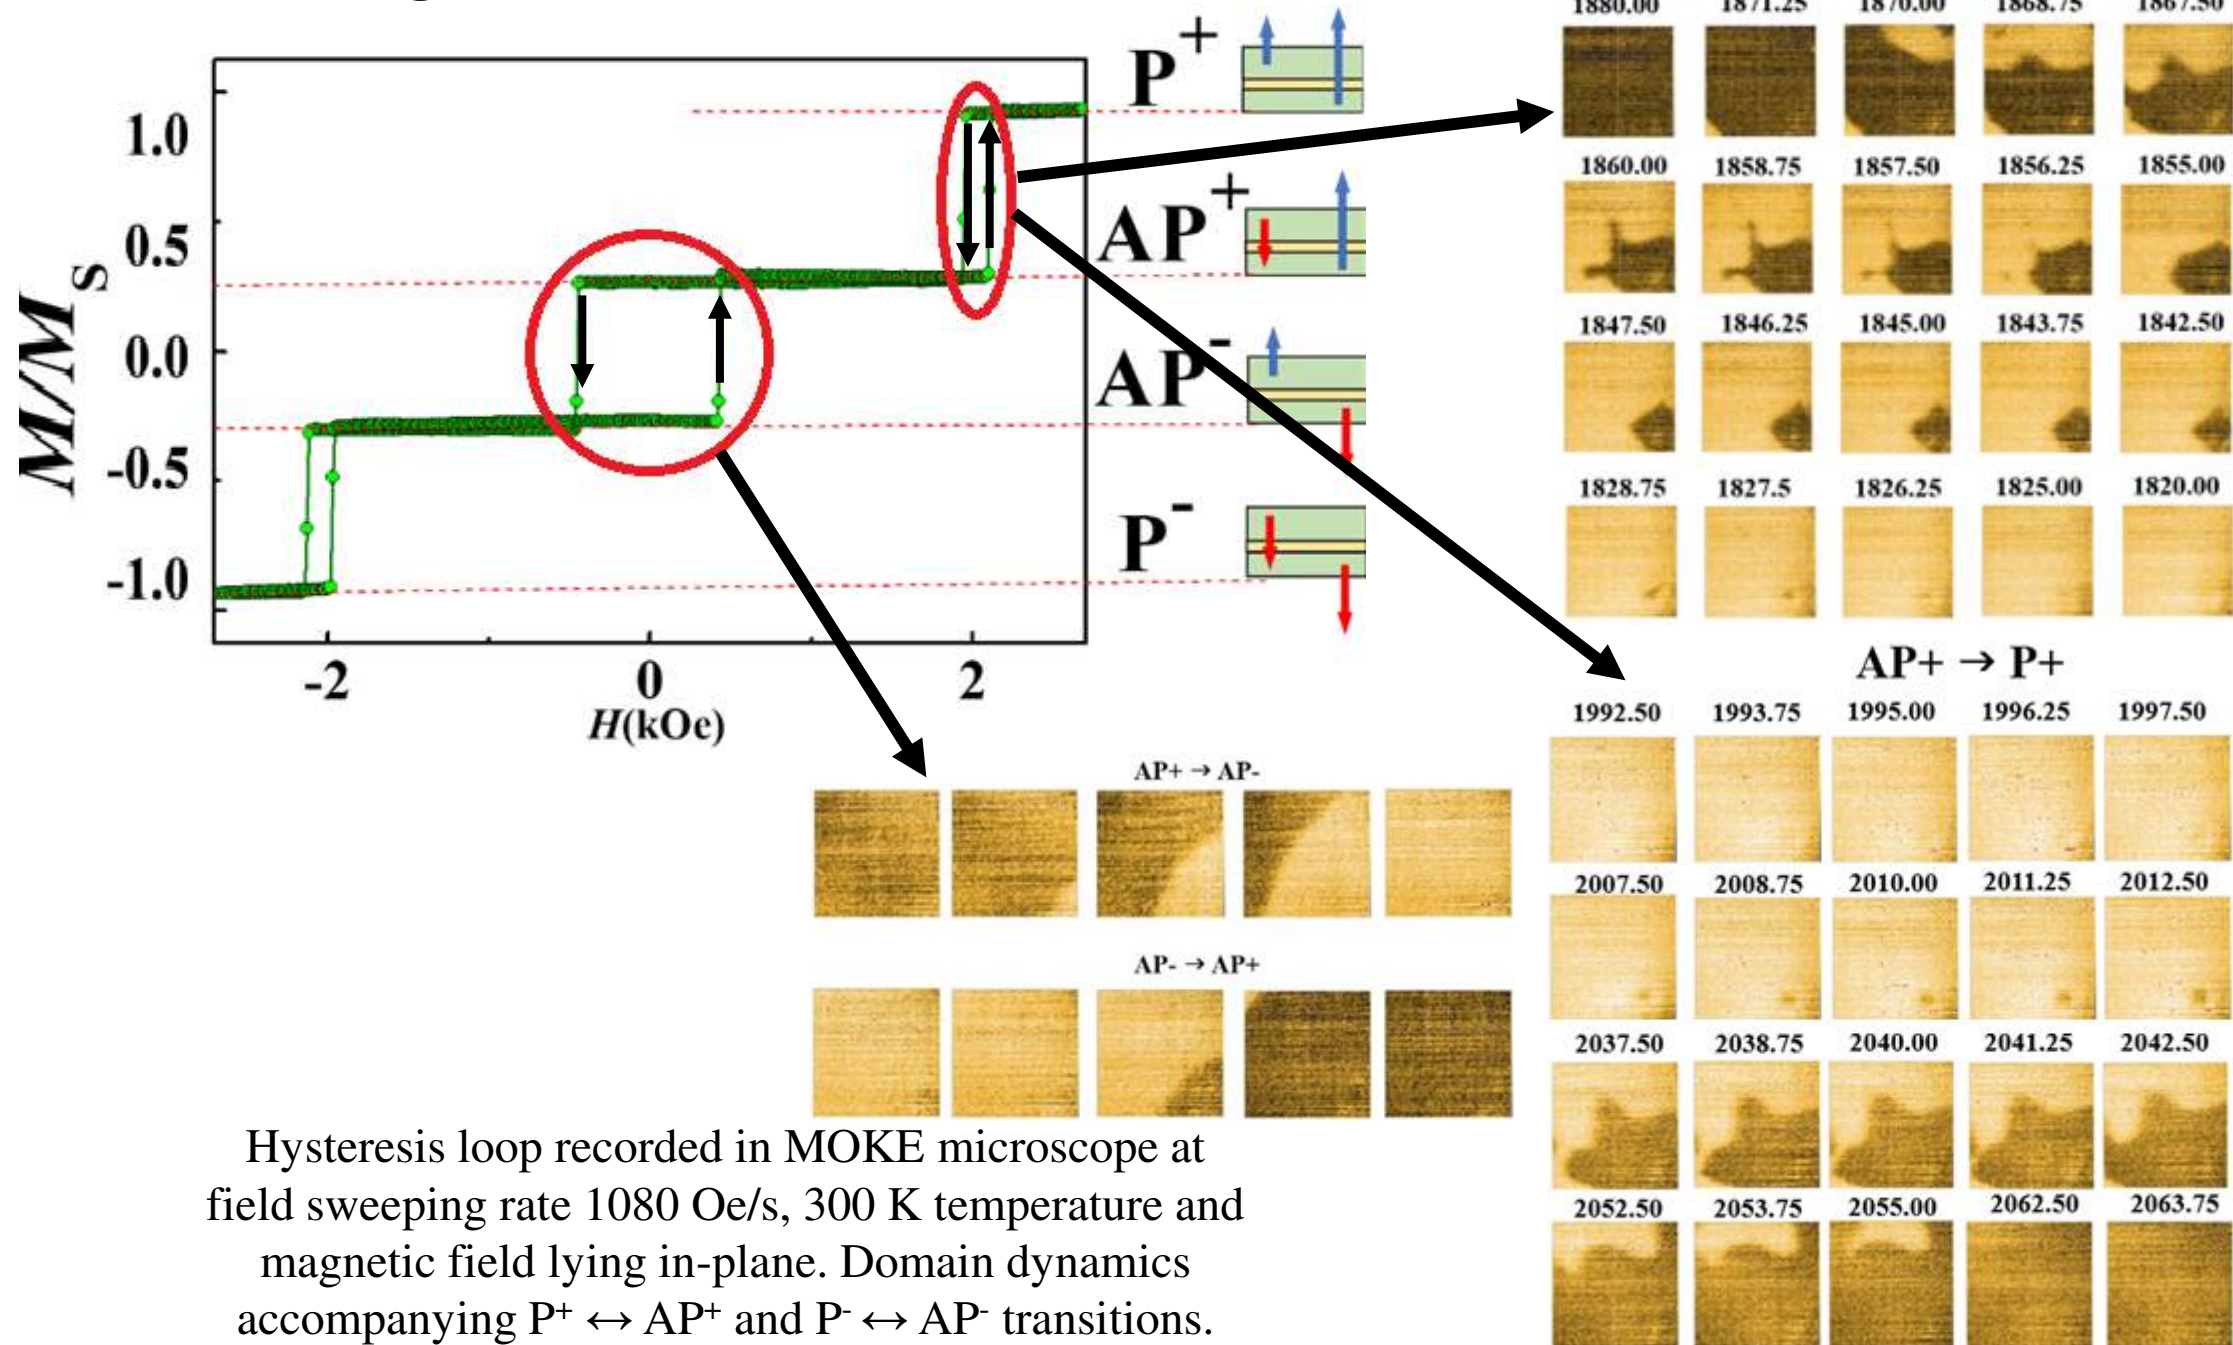 P+
AP+
AP-
P-
M/MS
1.0
0.5
0.0
-0.5
-1.0
-2
0
2
H(kOe)
1880.00 1871.25 1870.00 1868.75 1867.50
1860.00 1858.75 1857.50 1856.25 1855.00
1847.50 1846.25 1845.00 1843.75 1842.50
1828.75 1827.5 1826.25 1825.00 1820.00
AP+ → P+
1992.50 1993.75 1995.00 1996.25 1997.50
2007.50 2008.75 2010.00 2011.25 2012.50
2037.50 2038.75 2040.00 2041.25 2042.50
2052.50 2053.75 2055.00 2062.50 2063.75
AP+ → AP-
AP- → AP+
Hysteresis loop recorded in MOKE microscope at
field sweeping rate 1080 Oe/s, 300 K temperature and
magnetic field lying in-plane. Domain dynamics
accompanying P+ ↔ AP+ and P- ↔ AP- transitions.